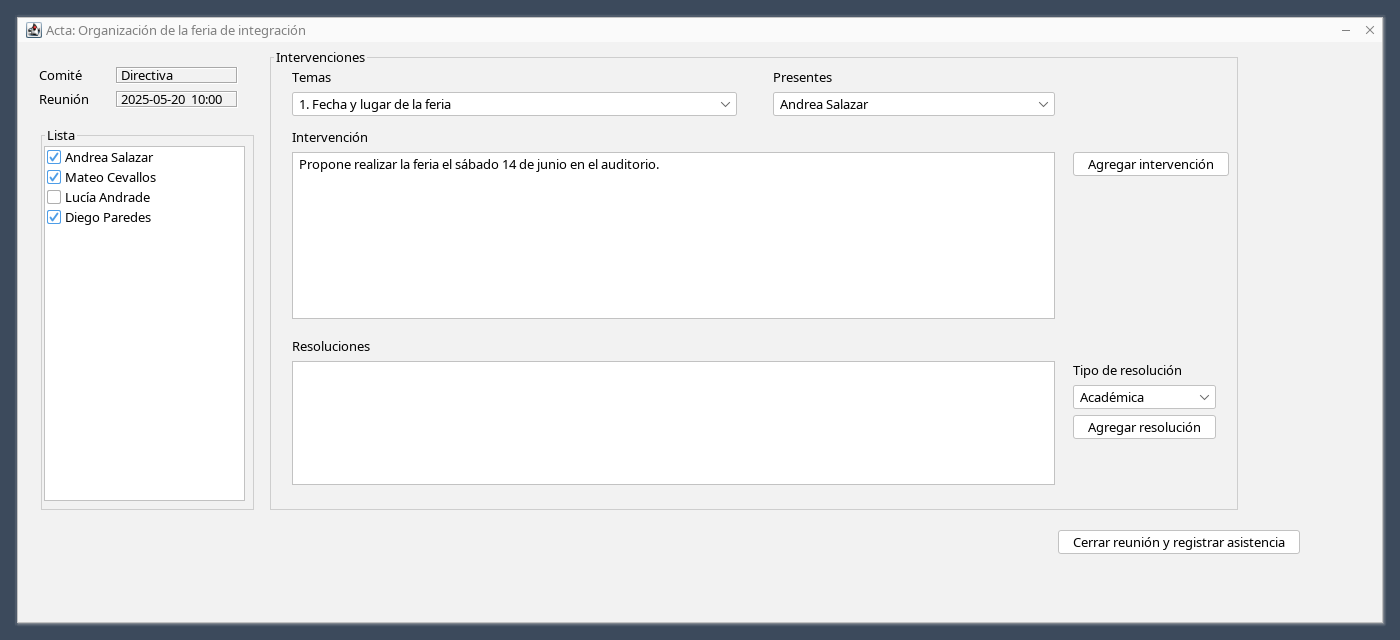 Acta: Organización de la feria de integración
Comité Directiva
Reunión 2025-05-20 10:00
Lista
Andrea Salazar
Mateo Cevallos
Lucía Andrade
Diego Paredes
Intervenciones
Temas Presentes
1. Fecha y lugar de la feria Andrea Salazar
Intervención
Propone realizar la feria el sábado 14 de junio en el auditorio.
Agregar intervención
Resoluciones
Tipo de resolución
Académica
Agregar resolución
Cerrar reunión y registrar asistencia